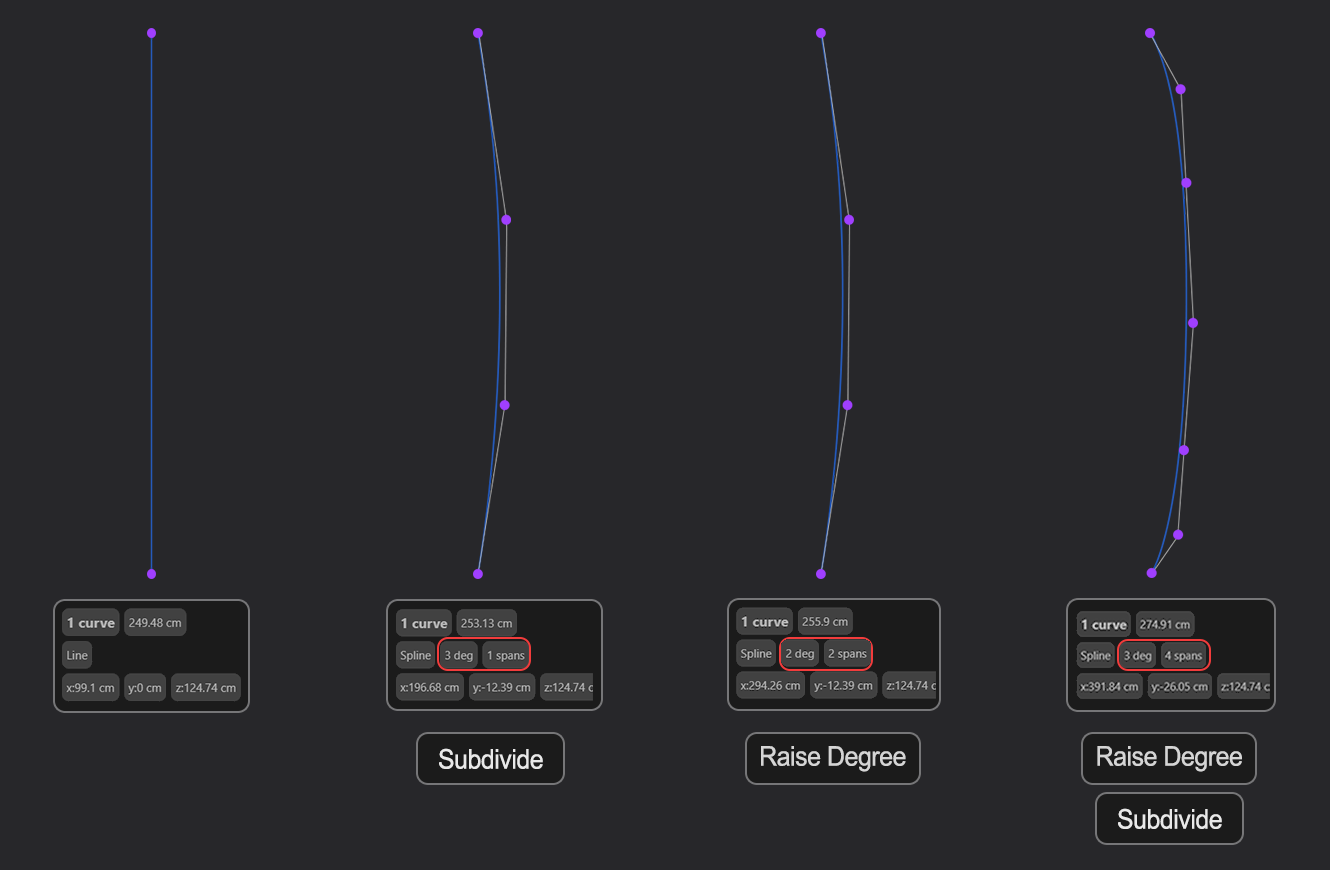 1 curve 249.48 cm
Line
x:99.1 cm y:0 cm z:124.74 cm
1 curve 253.13 cm
Spline 3 deg 1 spans
x:196.68 cm y:-12.39 cm z:124.74 c
Subdivide
1 curve 255.9 cm
Spline 2 deg 2 spans
x:294.26 cm y:-12.39 cm z:124.74 c
Raise Degree
1 curve 274.91 cm
Spline 3 deg 4 spans
x:391.84 cm y:-26.05 cm z:124.74 c
Raise Degree
Subdivide